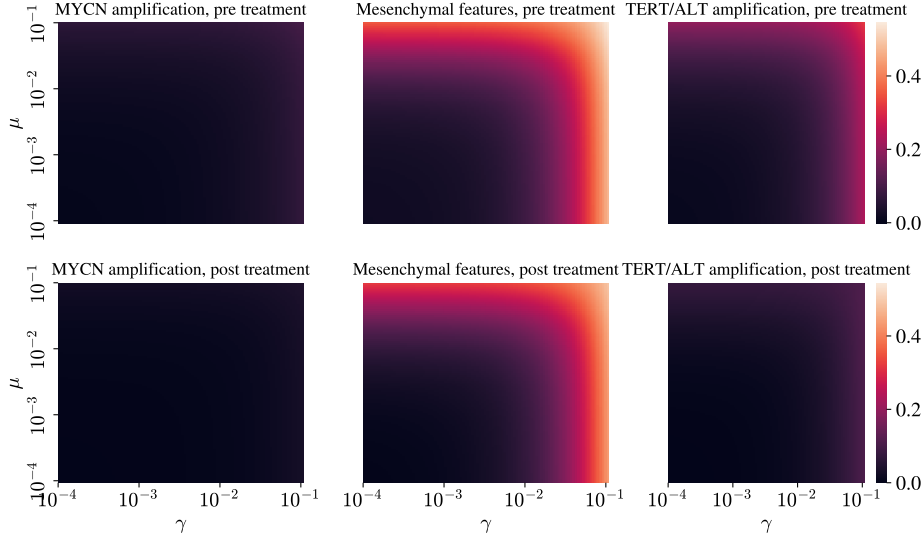 MYCN amplification, pre treatment
Mesenchymal features, pre treatment
TERT/ALT amplification, pre treatment
μ
10⁻¹
10⁻²
10⁻³
10⁻⁴
0.4
0.2
0.0
MYCN amplification, post treatment
Mesenchymal features, post treatment
TERT/ALT amplification, post treatment
μ
10⁻¹
10⁻²
10⁻³
10⁻⁴
0.4
0.2
0.0
10⁻⁴ 10⁻³ 10⁻² 10⁻¹
10⁻⁴ 10⁻³ 10⁻² 10⁻¹
10⁻⁴ 10⁻³ 10⁻² 10⁻¹
γ
γ
γ